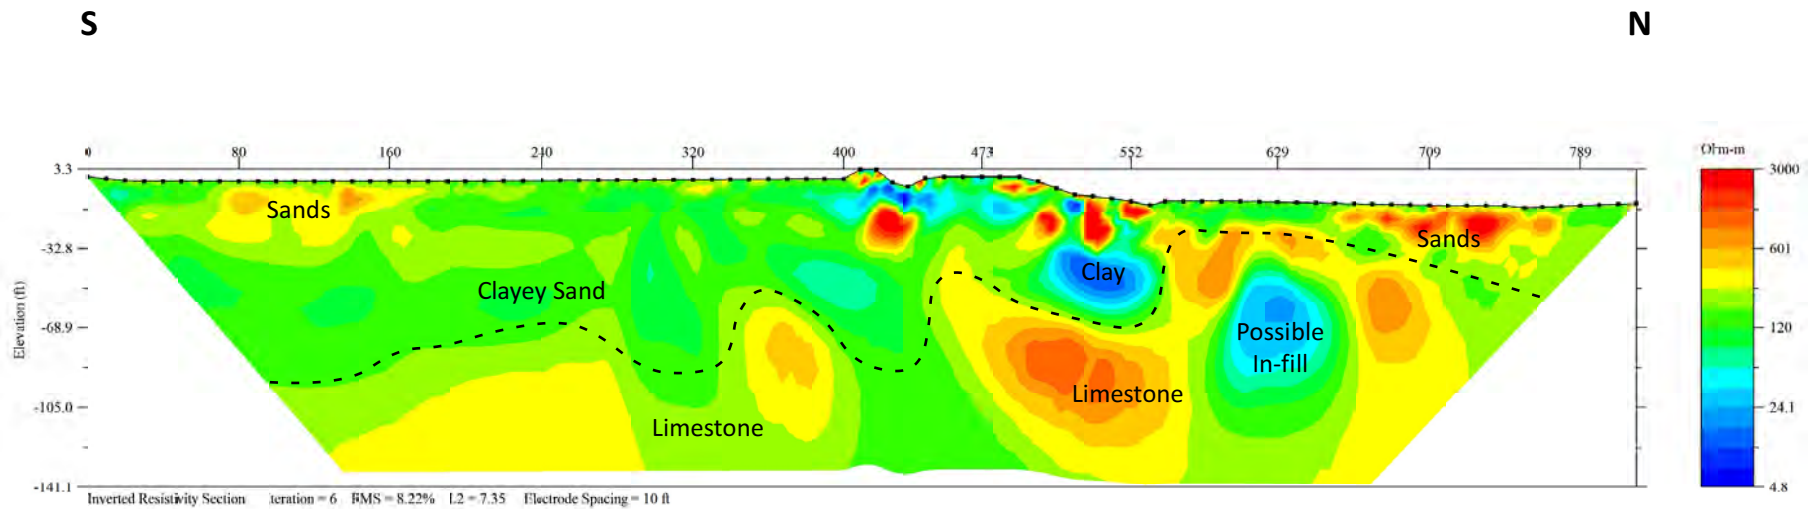 S N
0 80 160 240 320 400 473 552 629 709 789
Ohm-m
3.3
-32.8
-68.9
-105.0
-141.1
Elevation (ft)
3000
601
120
24.1
4.8
Sands
Sands
Clay
Clayey Sand
Possible
In-fill
Limestone
Limestone
Inverted Resistivity Section Iteration = 6 RMS = 8.22% L2 = 7.35 Electrode Spacing = 10 ft